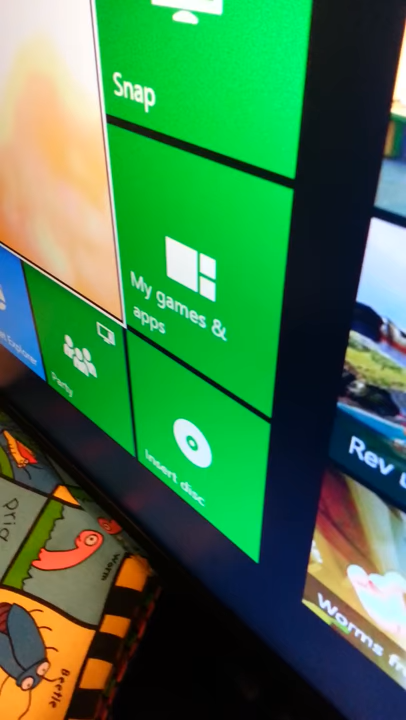 Snap
My games &
apps
Party
Insert disc
Rev
Worms
Worm
Beetle